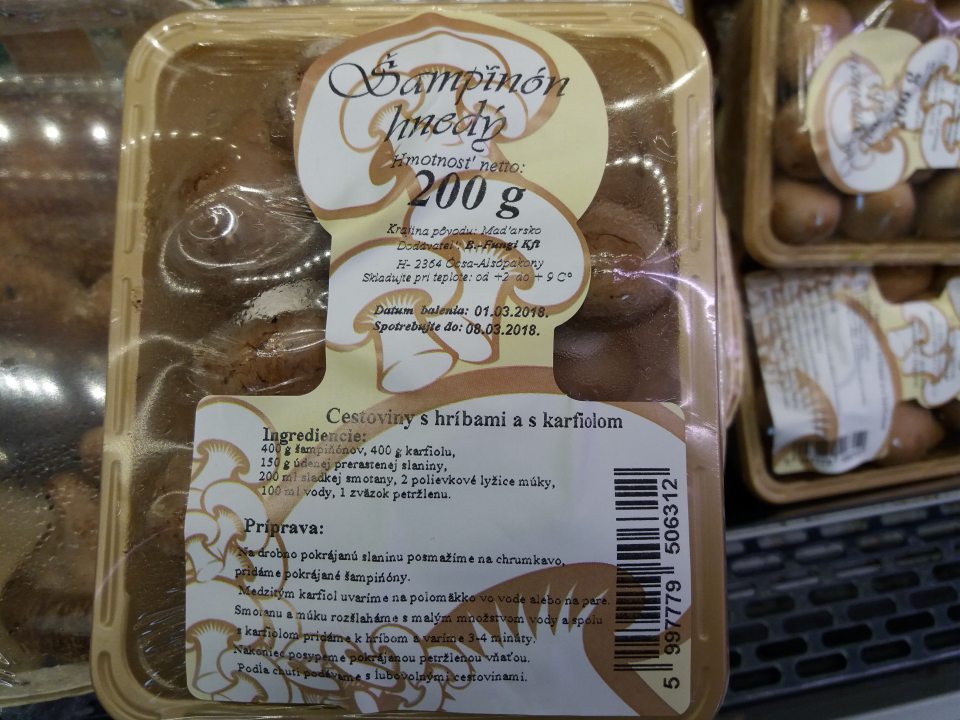 Šampiňón
hnedý
Hmotnosť netto:
200 g
Krajina pôvodu: Maďarsko
Dodávateľ: B.-Fungi Kft
H- 2364 Ócsa-Alsópakony
Skladujte pri teplote: od +2 do + 9 C°
Datum balenia: 01.03.2018.
Spotrebujte do: 08.03.2018.
Cestoviny s hríbami a s karfiolom
Ingrediencie:
400 g šampiňónov, 400 g karfiolu,
150 g údenej prerastenej slaniny,
200 ml sladkej smotany, 2 polievkové lyžice múky,
100 ml vody, 1 zväzok petržlenu.
Príprava:
Na drobno pokrájanú slaninu posmažíme na chrumkavo,
pridáme pokrájané šampiňóny.
Medzitým karfiol uvaríme na polomäkko vo vode alebo na pare.
Smotanu a múku rozšlaháme s malým množstvom vody a spolu
s karfiolom pridáme k hríbom a varíme 3-4 minúty.
Nakoniec posypeme pokrájanou petržlenou vňaťou.
Podľa chuti podávame s ľubovolnými cestovinami.
5 997779 506312